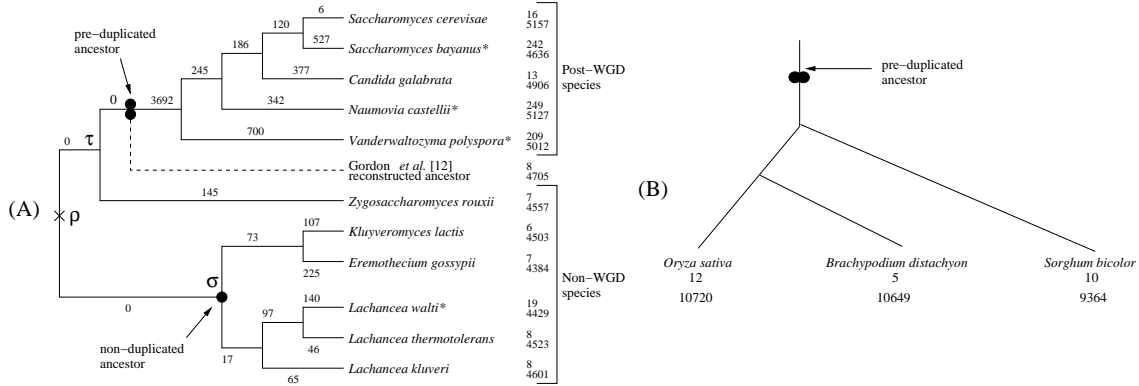 (A)
pre−duplicated
ancestor
0
τ
0
ρ
0
3692
245
186
120
6
527
377
342
700
145
σ
73
107
225
17
97
140
46
65
non−duplicated
ancestor
Saccharomyces cerevisae
16
5157
Saccharomyces bayanus*
242
4636
Candida galabrata
13
4906
Naumovia castellii*
249
5127
Vanderwaltozyma polyspora*
209
5012
Gordon et al. [12]
reconstructed ancestor
8
4705
Zygosaccharomyces rouxii
7
4557
Kluyveromyces lactis
6
4503
Eremothecium gossypii
7
4384
Lachancea walti*
19
4429
Lachancea thermotolerans
8
4523
Lachancea kluveri
8
4601
Post−WGD
species
Non−WGD
species
(B)
pre−duplicated
ancestor
Oryza sativa
12
10720
Brachypodium distachyon
5
10649
Sorghum bicolor
10
9364